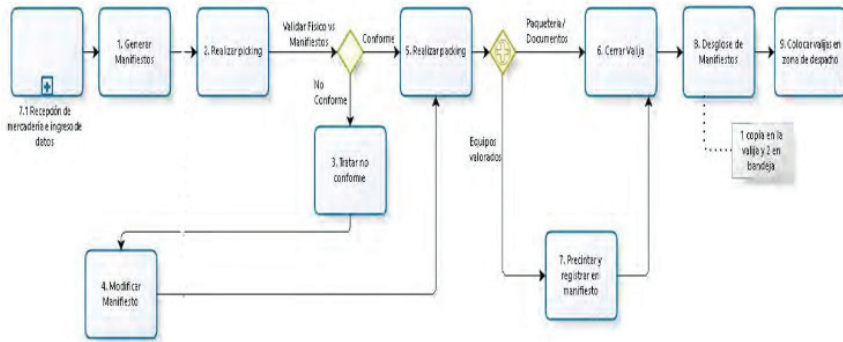 7.1 Recepción de
mercadería e ingreso de
datos
1. Generar
Manifiestos
2. Realizar picking
Validar Físico vs
Manifiestos
Conforme
No
Conforme
3. Tratar no
conforme
4. Modificar
Manifiesto
5. Realizar packing
Paquetería /
Documentos
Equipos
valorados
6. Cerrar Valija
7. Precintar y
registrar en
manifiesto
8. Desglose de
Manifiestos
1 copia en la
valija y 2 en
bandeja
9. Colocar valijas en
zona de despacho